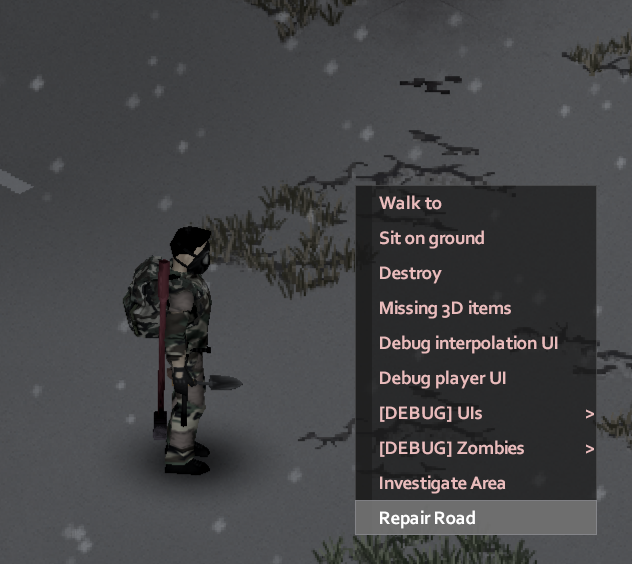 Walk to
Sit on ground
Destroy
Missing 3D items
Debug interpolation UI
Debug player UI
[DEBUG] UIs >
[DEBUG] Zombies >
Investigate Area
Repair Road